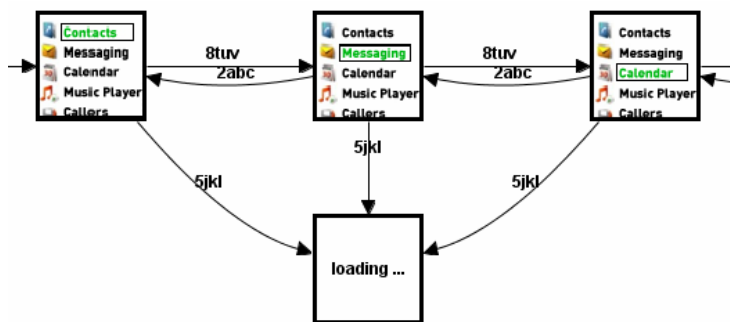 Contacts
Messaging
Calendar
Music Player
Callers
8tuv
2abc
Contacts
Messaging
Calendar
Music Player
Callers
8tuv
2abc
Contacts
Messaging
Calendar
Music Player
Callers
5jkl
5jkl
5jkl
loading ...